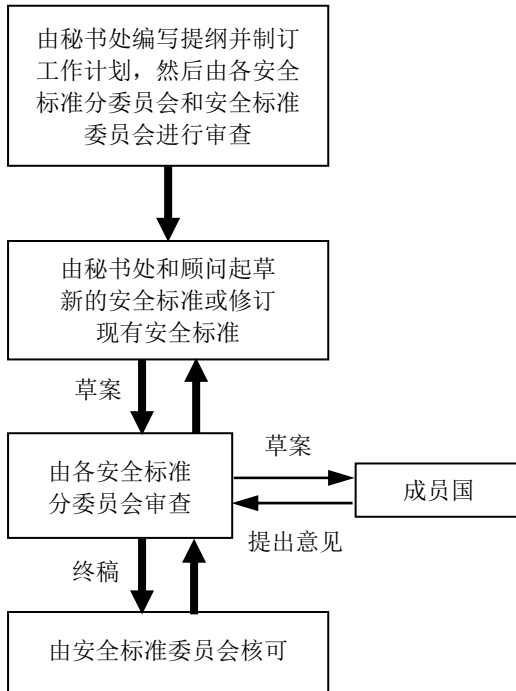 由秘书处编写提纲并制订
工作计划，然后由各安全
标准分委员会和安全标准
委员会进行审查
由秘书处和顾问起草
新的安全标准或修订
现有安全标准
草案
由各安全标准
分委员会审查
草案
成员国
提出意见
终稿
由安全标准委员会核可